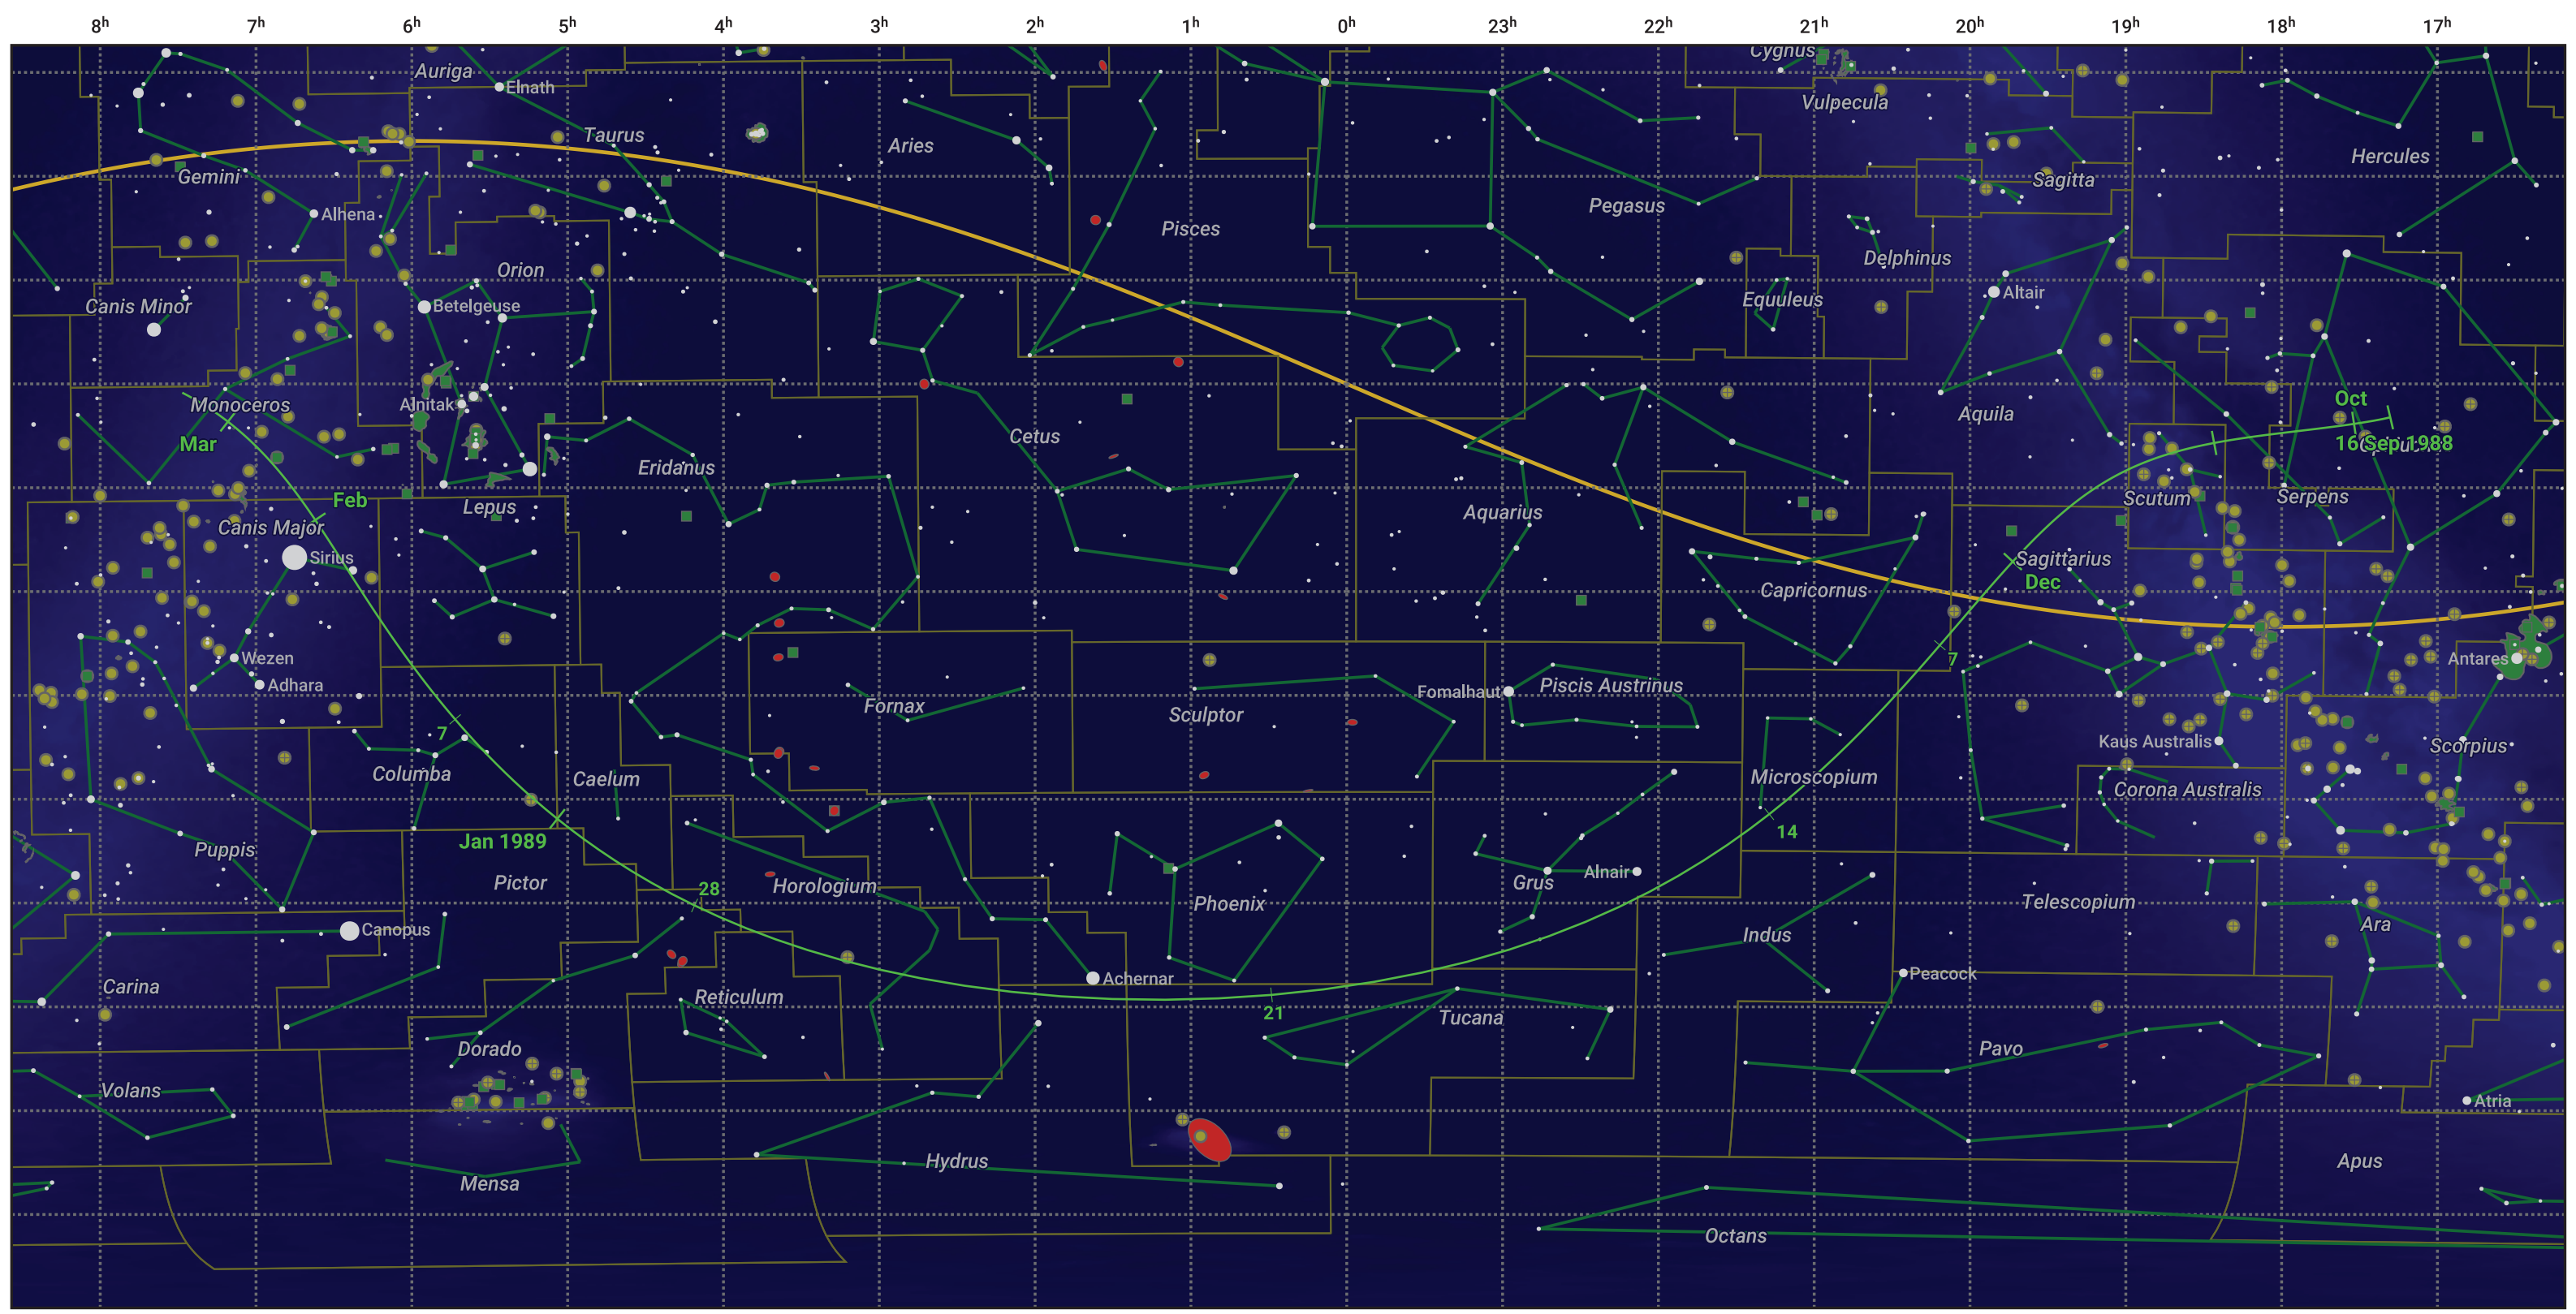 8h 7h 6h 5h 4h 3h 2h 1h 0h 23h 22h 21h 20h 19h 18h 17h
Cygnus
Auriga
Elnath
Vulpecula
Taurus
Aries
Hercules
Gemini
Sagitta
Alhena
Pisces
Pegasus
Delphinus
Orion
Canis Minor
Betelgeuse
Equuleus
Altair
Monoceros
Alnitak
Oct
Aquila
Mar
Cetus
16 Sep 1988
Eridanus
Feb
Lepus
Scutum
Serpens
Canis Major
Aquarius
Sirius
Sagittarius
Dec
Capricornus
Wezen
7
Antares
Adhara
Fomalhaut
Piscis Austrinus
Fornax
Sculptor
7
Kaus Australis
Scorpius
Columba
Caelum
Microscopium
Corona Australis
Jan 1989
14
Puppis
Pictor
28
Horologium
Phoenix
Grus
Alnair
Telescopium
Canopus
Indus
Ara
Achernar
Peacock
Carina
Reticulum
21
Tucana
Dorado
Pavo
Volans
Atria
Mensa
Hydrus
Apus
Octans